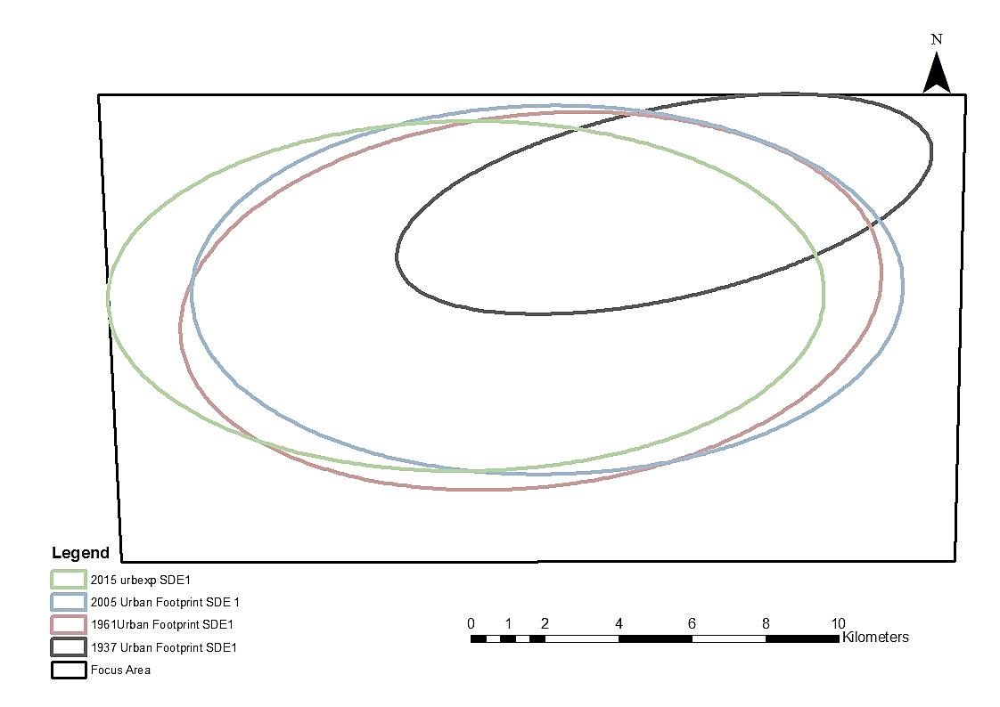 N
Legend
2015 urbexp SDE1
2005 Urban Footprint SDE 1
1961Urban Footprint SDE1
1937 Urban Footprint SDE1
Focus Area
0 1 2 4 6 8 10
Kilometers